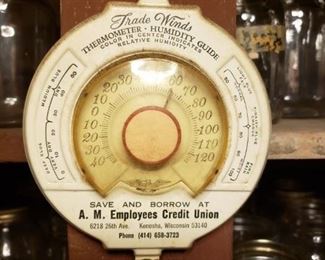 Trade Winds
THERMOMETER - HUMIDITY GUIDE
COLOR IN CENTER INDICATES
RELATIVE HUMIDITY
MEDIUM BLUE
40 30 20 10 0 10 20 30 60 70 80 90 100 110 120
SAVE AND BORROW AT
A. M. Employees Credit Union
6218 26th Ave. Kenosha, Wisconsin 53140
Phone (414) 658-3723